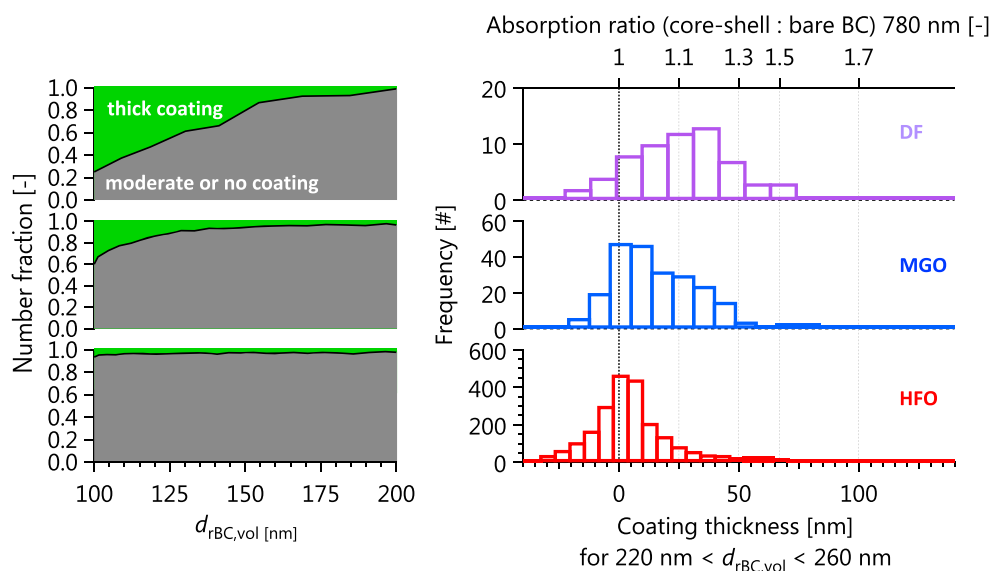 Absorption ratio (core-shell : bare BC) 780 nm [-]
1 1.1 1.3 1.5 1.7
Number fraction [-]
1.0
0.8
0.6
0.4
0.2
0.0
thick coating
moderate or no coating
1.0
0.8
0.6
0.4
0.2
0.0
1.0
0.8
0.6
0.4
0.2
0.0
100 125 150 175 200
drBC,vol [nm]
Frequency [#]
20
10
0
DF
60
40
20
0
MGO
600
400
200
0
HFO
0 50 100
Coating thickness [nm]
for 220 nm < drBC,vol < 260 nm